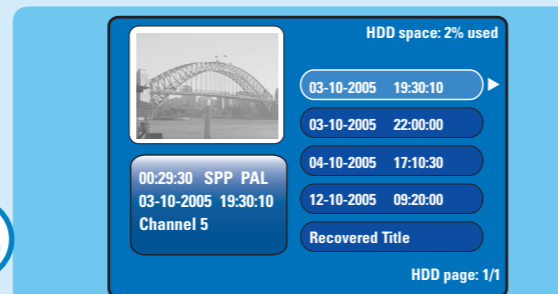 HDD space: 2% used
03-10-2005 19:30:10
03-10-2005 22:00:00
04-10-2005 17:10:30
12-10-2005 09:20:00
Recovered Title
00:29:30 SPP PAL
03-10-2005 19:30:10
Channel 5
HDD page: 1/1